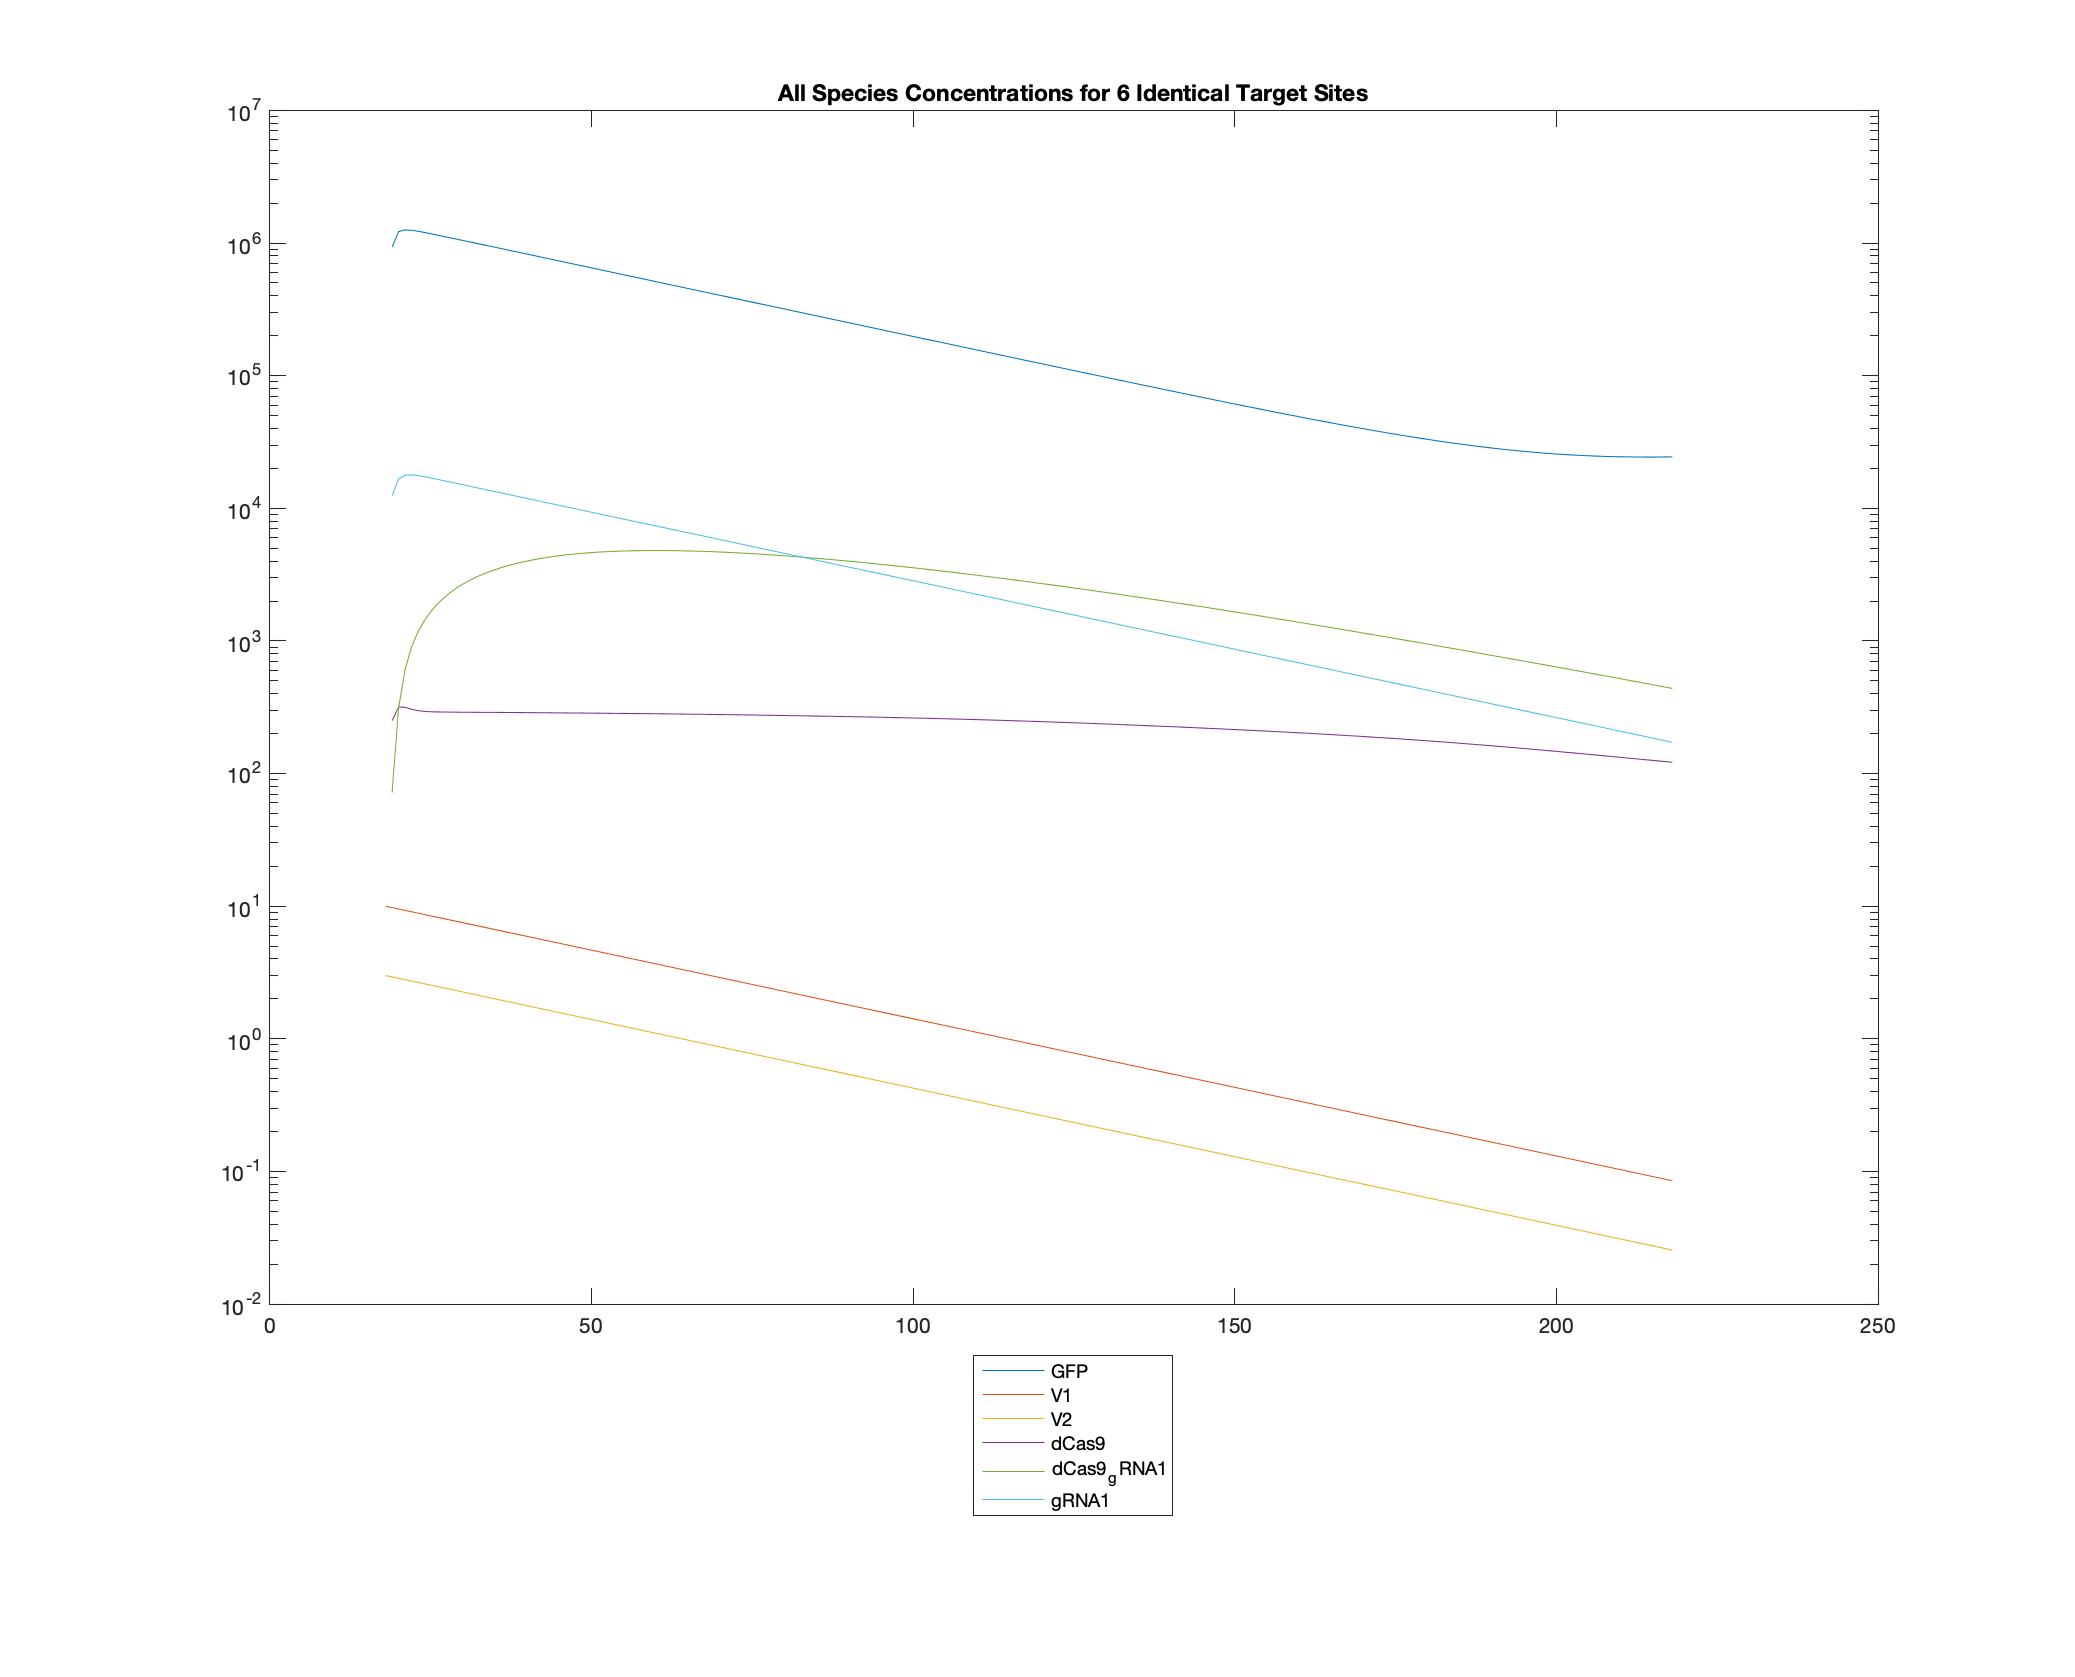 All Species Concentrations for 6 Identical Target Sites
10^7
10^6
10^5
10^4
10^3
10^2
10^1
10^0
10^-1
10^-2
0 50 100 150 200 250
GFP
V1
V2
dCas9
dCas9_gRNA1
gRNA1